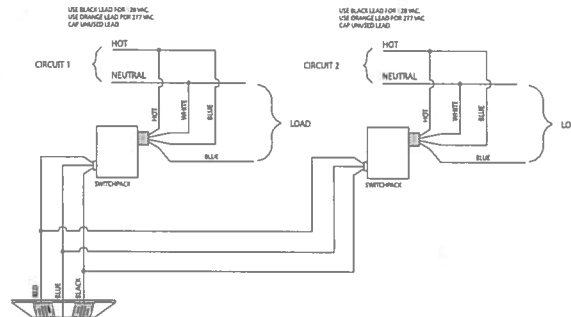 USE BLACK LEAD FOR 120 VAC,
USE ORANGE LEAD FOR 277 VAC
CAP UNUSED LEAD
USE BLACK LEAD FOR 120 VAC,
USE ORANGE LEAD FOR 277 VAC
CAP UNUSED LEAD
HOT
CIRCUIT 1
NEUTRAL
HOT
WHITE
BLUE
LOAD
BLUE
SWITCHPACK
HOT
CIRCUIT 2
NEUTRAL
HOT
WHITE
BLUE
LO
BLUE
SWITCHPACK
RED
BLUE
BLACK